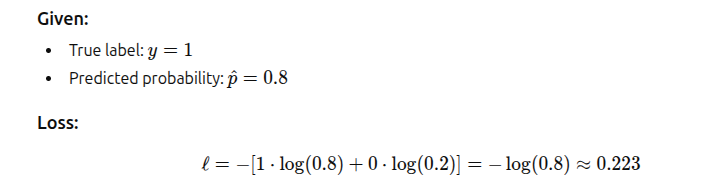 Given:
• True label: y = 1
• Predicted probability: p̂ = 0.8
Loss:
ℓ = −[1 · log(0.8) + 0 · log(0.2)] = − log(0.8) ≈ 0.223